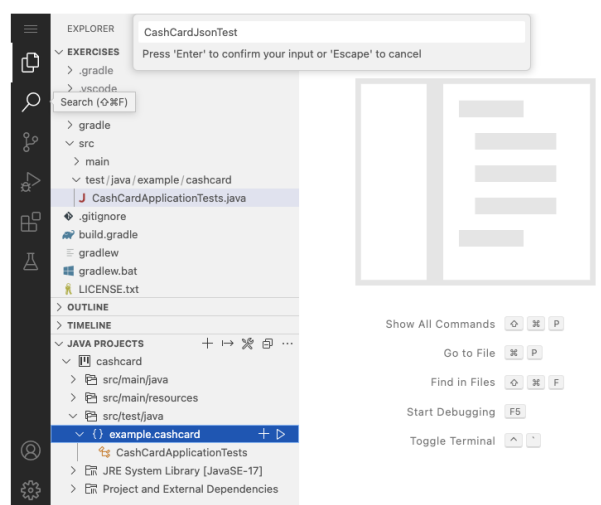 EXPLORER
CashCardJsonTest
Press 'Enter' to confirm your input or 'Escape' to cancel
EXERCISES
.gradle
.vscode
Search (⇧⌘F)
gradle
src
main
test/java/example/cashcard
J CashCardApplicationTests.java
.gitignore
build.gradle
gradlew
gradlew.bat
LICENSE.txt
OUTLINE
TIMELINE
JAVA PROJECTS
cashcard
src/main/java
src/main/resources
src/test/java
{} example.cashcard
CashCardApplicationTests
JRE System Library [JavaSE-17]
Project and External Dependencies
Show All Commands ⇧ ⌘ P
Go to File ⌘ P
Find in Files ⇧ ⌘ F
Start Debugging F5
Toggle Terminal ^ `